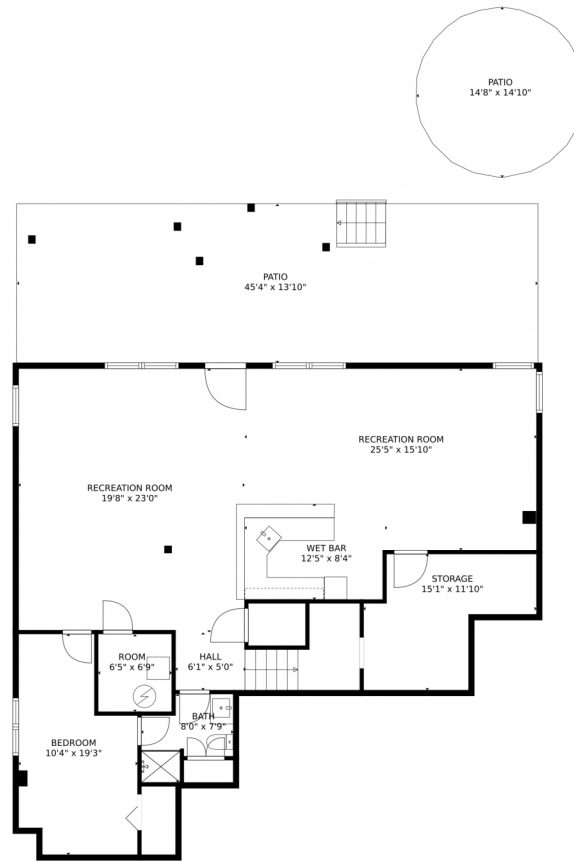 PATIO
14'8" x 14'10"
PATIO
45'4" x 13'10"
RECREATION ROOM
25'5" x 15'10"
RECREATION ROOM
19'8" x 23'0"
WET BAR
12'5" x 8'4"
STORAGE
15'1" x 11'10"
ROOM
6'5" x 6'9"
HALL
6'1" x 5'0"
BATH
8'0" x 7'9"
BEDROOM
10'4" x 19'3"